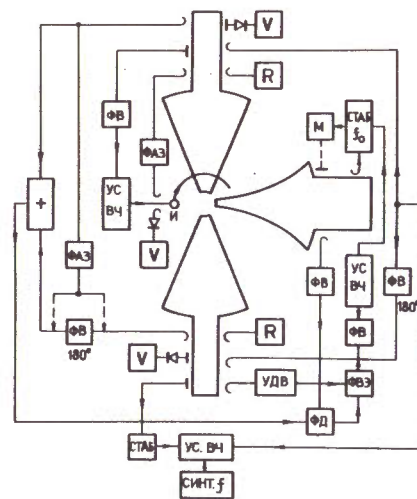 V
R
ФВ
ФАЗ
М
СТАБ
f₀
УС
ВЧ
И
+
V
ФАЗ
УС
ВЧ
ФВ
ФВ
180°
ФВ
180°
R
ФВ
V
УДВ
ФВЭ
ФД
СТАБ
УС. ВЧ
СИНТ. f